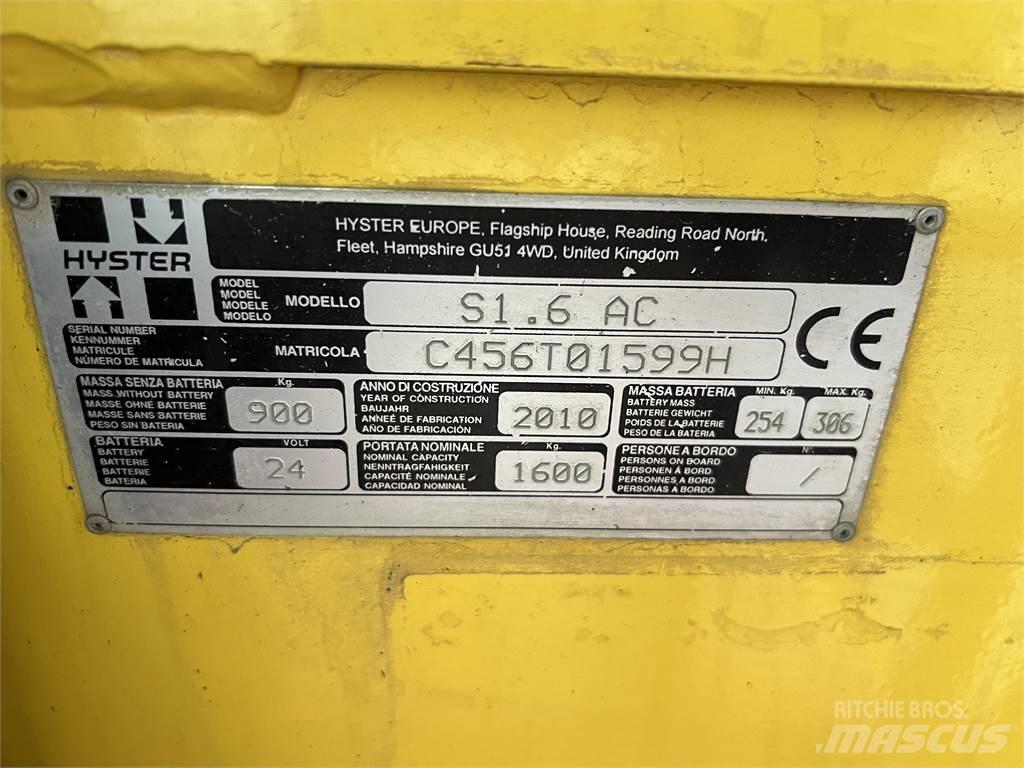 HYSTER
HYSTER EUROPE, Flagship House, Reading Road North,
Fleet, Hampshire GU51 4WD, United Kingdom
MODEL
MODEL
MODELE
MODELO
MODELLO
S1.6 AC
SERIAL NUMBER
KENNUMMER
MATRICULE
NÚMERO DE MATRICULA
MATRICOLA
C456T01599H
CE
MASSA SENZA BATTERIA
MASS WITHOUT BATTERY
MASSE OHNE BATTERIE
MASSE SANS BATTERIE
PESO SIN BATERIA
Kg.
900
ANNO DI COSTRUZIONE
YEAR OF CONSTRUCTION
BAUJAHR
ANNÉE DE FABRICATION
AÑO DE FABRICACIÓN
2010
MASSA BATTERIA
BATTERY MASS
BATTERIE GEWICHT
POIDS DE LA BATTERIE
PESO DE LA BATERIA
MIN. Kg.
254
MAX. Kg.
306
BATTERIA
BATTERY
BATTERIE
BATTERIE
BATERIA
VOLT
24
PORTATA NOMINALE
NOMINAL CAPACITY
NENNTRAGFAHIGKEIT
CAPACITÉ NOMINALE
CAPACIDAD NOMINAL
Kg.
1600
PERSONE A BORDO
PERSONS ON BOARD
PERSONEN Á BORD
PERSONNES A BORD
PERSONAS A BORDO
N°.
/
RITCHIE BROS.
MASCUS